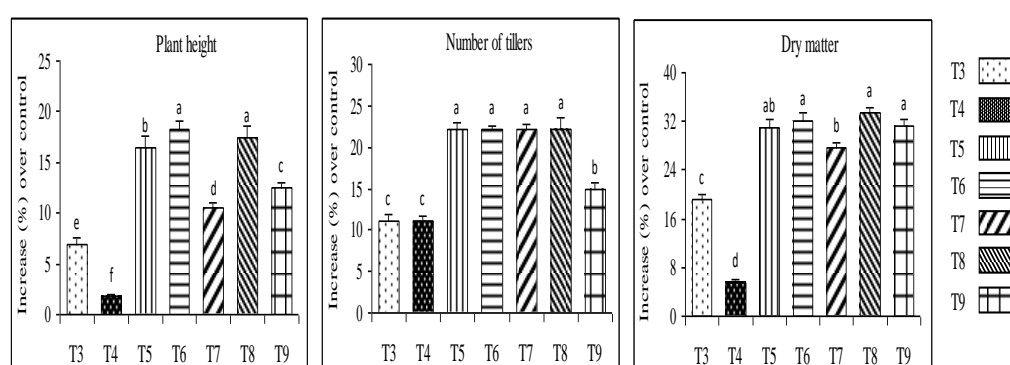 Plant height
Increase (%) over control
25
20
15
10
5
0
e
f
b
a
d
a
c
T3 T4 T5 T6 T7 T8 T9
Number of tillers
Increase (%) over control
30
25
20
15
10
5
0
c
c
a
a
a
a
b
T3 T4 T5 T6 T7 T8 T9
Dry matter
Increase (%) over control
40
32
24
16
8
0
c
d
ab
a
b
a
a
T3 T4 T5 T6 T7 T8 T9
T3
T4
T5
T6
T7
T8
T9